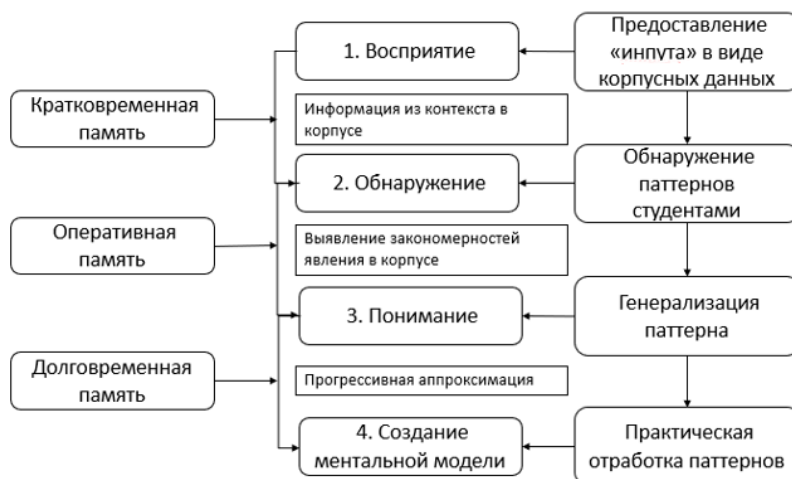 1. Восприятие
Предоставление
«инпута» в виде
корпусных данных
Кратковременная
память
Информация из контекста в
корпусе
2. Обнаружение
Обнаружение
паттернов
студентами
Оперативная
память
Выявление закономерностей
явления в корпусе
3. Понимание
Генерализация
паттерна
Долговременная
память
Прогрессивная аппроксимация
4. Создание
ментальной модели
Практическая
отработка паттернов